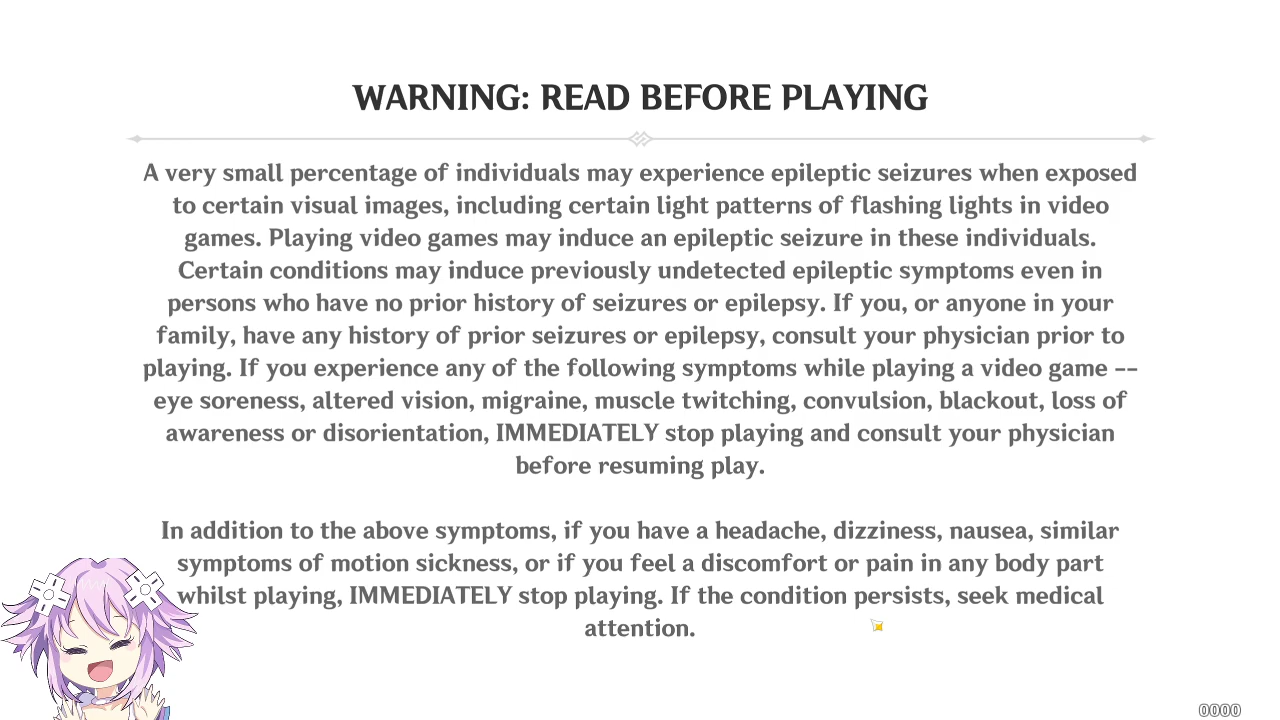 WARNING: READ BEFORE PLAYING
A very small percentage of individuals may experience epileptic seizures when exposed
to certain visual images, including certain light patterns of flashing lights in video
games. Playing video games may induce an epileptic seizure in these individuals.
Certain conditions may induce previously undetected epileptic symptoms even in
persons who have no prior history of seizures or epilepsy. If you, or anyone in your
family, have any history of prior seizures or epilepsy, consult your physician prior to
playing. If you experience any of the following symptoms while playing a video game --
eye soreness, altered vision, migraine, muscle twitching, convulsion, blackout, loss of
awareness or disorientation, IMMEDIATELY stop playing and consult your physician
before resuming play.
In addition to the above symptoms, if you have a headache, dizziness, nausea, similar
symptoms of motion sickness, or if you feel a discomfort or pain in any body part
whilst playing, IMMEDIATELY stop playing. If the condition persists, seek medical
attention.
0000